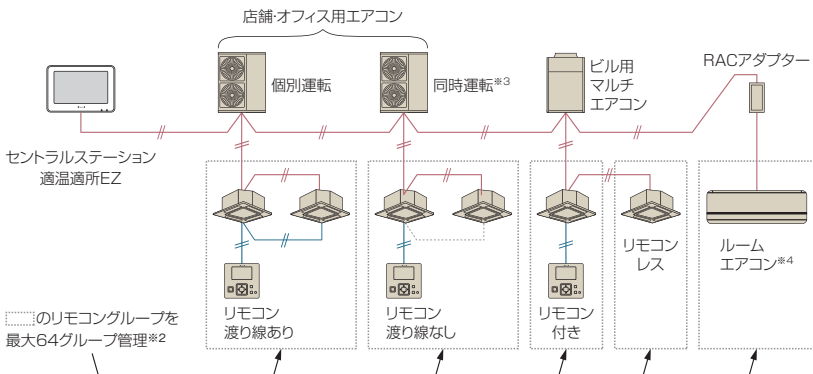 店舗・オフィス用エアコン
個別運転
同時運転※3
ビル用
マルチ
エアコン
RACアダプター
セントラルステーション
適温適所EZ
リモコン
渡り線あり
リモコン
渡り線なし
リモコン
付き
リモコン
レス
ルーム
エアコン※4
のリモコングループを
最大64グループ管理※2